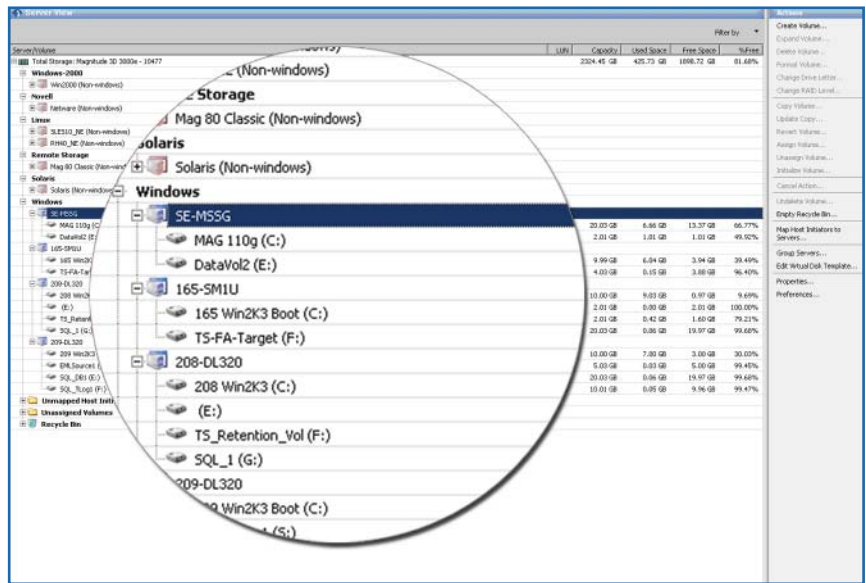 Server View
Actions
Filter by
Server/Volume LUN Capacity Used Space Free Space %Free
Total Storage: Magnitude 3D 3000e - 10477 2324.45 GB 425.73 GB 1898.72 GB 81.68%
Windows-2000
Win2000 (Non-windows)
Novell
Netware (Non-windows)
Linux
SLES10_NE (Non-windows)
RH40_NE (Non-windows)
Remote Storage
Mag 80 Classic (Non-wind
Solaris
Solaris (Non-windows
Windows
SE-MSSG
MAG 110g (C 20.03 GB 6.66 GB 13.37 GB 66.77%
DataVol2 (E: 2.01 GB 1.01 GB 1.01 GB 49.92%
165-SM1U
165 Win2K 9.99 GB 6.04 GB 3.94 GB 39.49%
TS-FA-Tar 4.03 GB 0.15 GB 3.88 GB 96.40%
208-DL320
208 Win2K 10.00 GB 9.03 GB 0.97 GB 9.69%
(E:) 2.01 GB 0.00 GB 2.01 GB 100.00%
TS_Retent 2.01 GB 0.42 GB 1.60 GB 79.21%
SQL_1 (G: 20.03 GB 0.06 GB 19.97 GB 99.68%
209-DL320
209 Win2K3 10.00 GB 7.00 GB 3.00 GB 30.03%
EMLSource1 ( 5.03 GB 0.03 GB 5.00 GB 99.45%
SQL_DB1 (E:) 20.03 GB 0.06 GB 19.97 GB 99.68%
SQL_TLogs (F:) 10.01 GB 0.05 GB 9.96 GB 99.47%
Unmapped Host Initi
Unassigned Volumes
Recycle Bin
(Non-windows)
Storage
Mag 80 Classic (Non-windows)
Solaris
Solaris (Non-windows)
Windows
SE-MSSG
MAG 110g (C:)
DataVol2 (E:)
165-SM1U
165 Win2K3 Boot (C:)
TS-FA-Target (F:)
208-DL320
208 Win2K3 (C:)
(E:)
TS_Retention_Vol (F:)
SQL_1 (G:)
209-DL320
Win2K3 Boot (C:)
(S:)
Create Volume...
Expand Volume...
Delete Volume...
Format Volume...
Change Drive Letter...
Change RAID Level...
Copy Volume...
Update Copy...
Revert Volume...
Assign Volume...
Unassign Volume...
Initialize Volume...
Cancel Action...
Undelete Volume...
Empty Recycle Bin...
Map Host Initiators to
Servers...
Group Servers...
Edit Virtual Disk Template...
Properties...
Preferences...